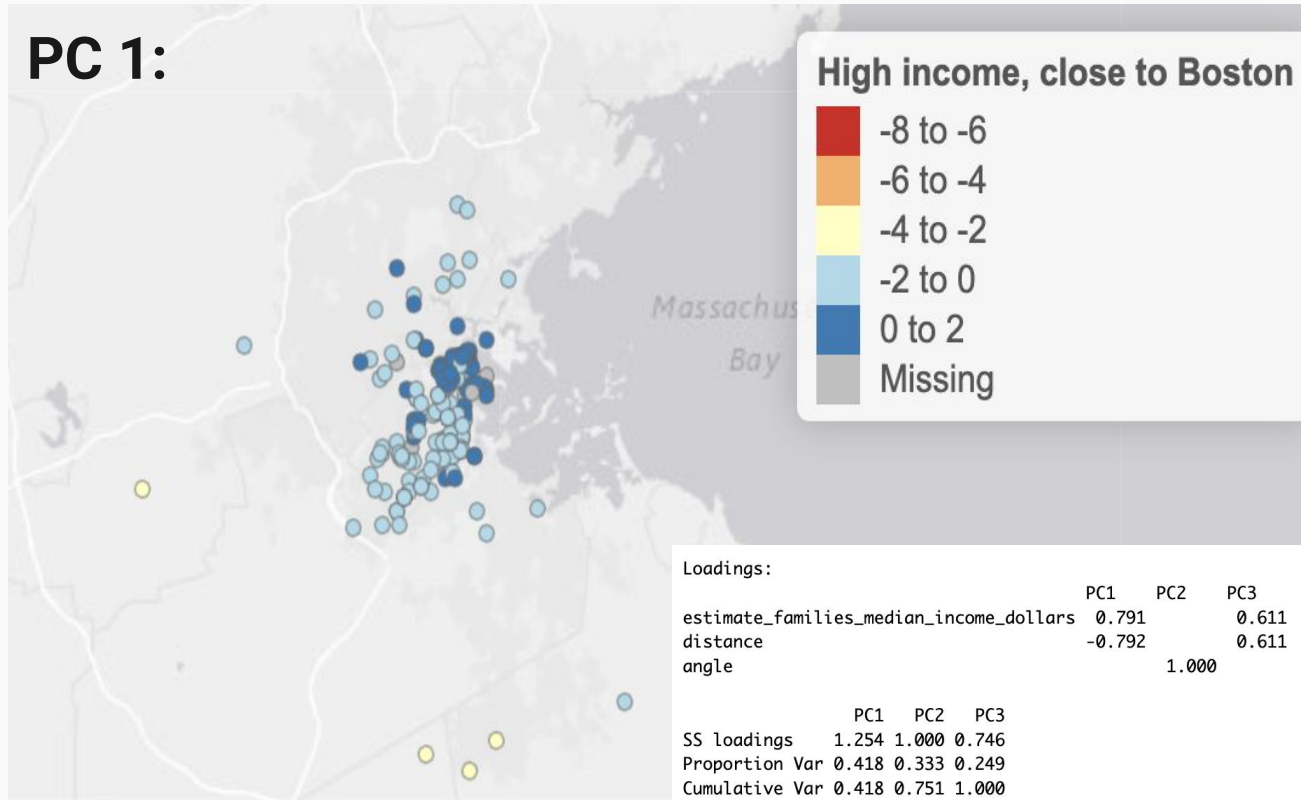 PC 1:
High income, close to Boston
-8 to -6
-6 to -4
-4 to -2
-2 to 0
0 to 2
Missing
Massachus
Bay
Loadings:
PC1 PC2 PC3
estimate_families_median_income_dollars 0.791 0.611
distance -0.792 0.611
angle 1.000
PC1 PC2 PC3
SS loadings 1.254 1.000 0.746
Proportion Var 0.418 0.333 0.249
Cumulative Var 0.418 0.751 1.000